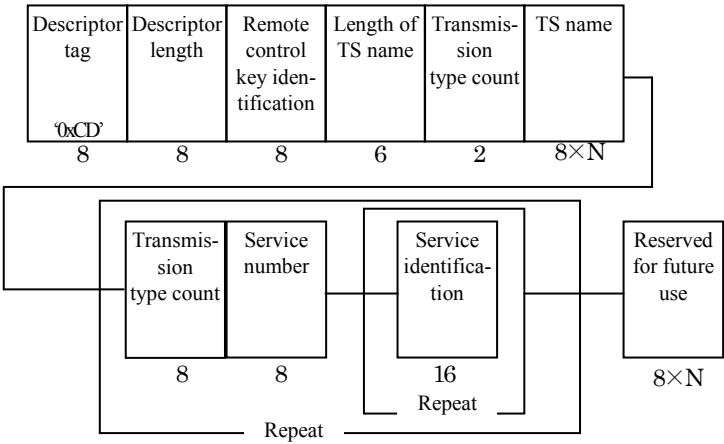 Descriptor
tag
'0xCD'
8
Descriptor
length
8
Remote
control
key iden-
tification
8
Length of
TS name
6
Transmis-
sion
type count
2
TS name
8×N
Transmis-
sion
type count
8
Service
number
8
Service
identifica-
tion
16
Repeat
Repeat
Reserved
for future
use
8×N